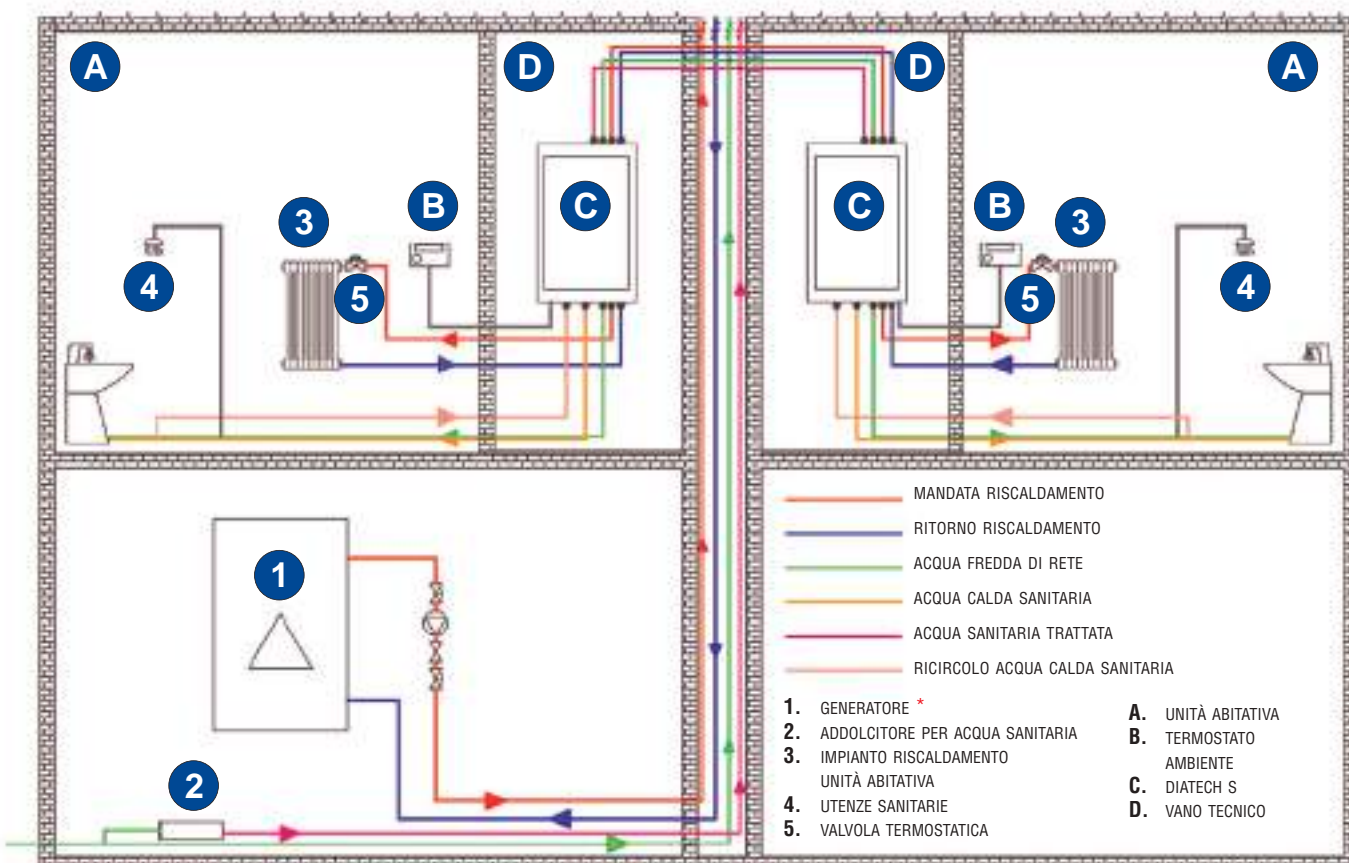 A
D
D
A
C
C
B
B
3
3
4
5
5
4
1
2
MANDATA RISCALDAMENTO
RITORNO RISCALDAMENTO
ACQUA FREDDA DI RETE
ACQUA CALDA SANITARIA
ACQUA SANITARIA TRATTATA
RICIRCOLO ACQUA CALDA SANITARIA
1. GENERATORE *
2. ADDOLCITORE PER ACQUA SANITARIA
3. IMPIANTO RISCALDAMENTO
UNITÀ ABITATIVA
4. UTENZE SANITARIE
5. VALVOLA TERMOSTATICA
A. UNITÀ ABITATIVA
B. TERMOSTATO
AMBIENTE
C. DIATECH S
D. VANO TECNICO